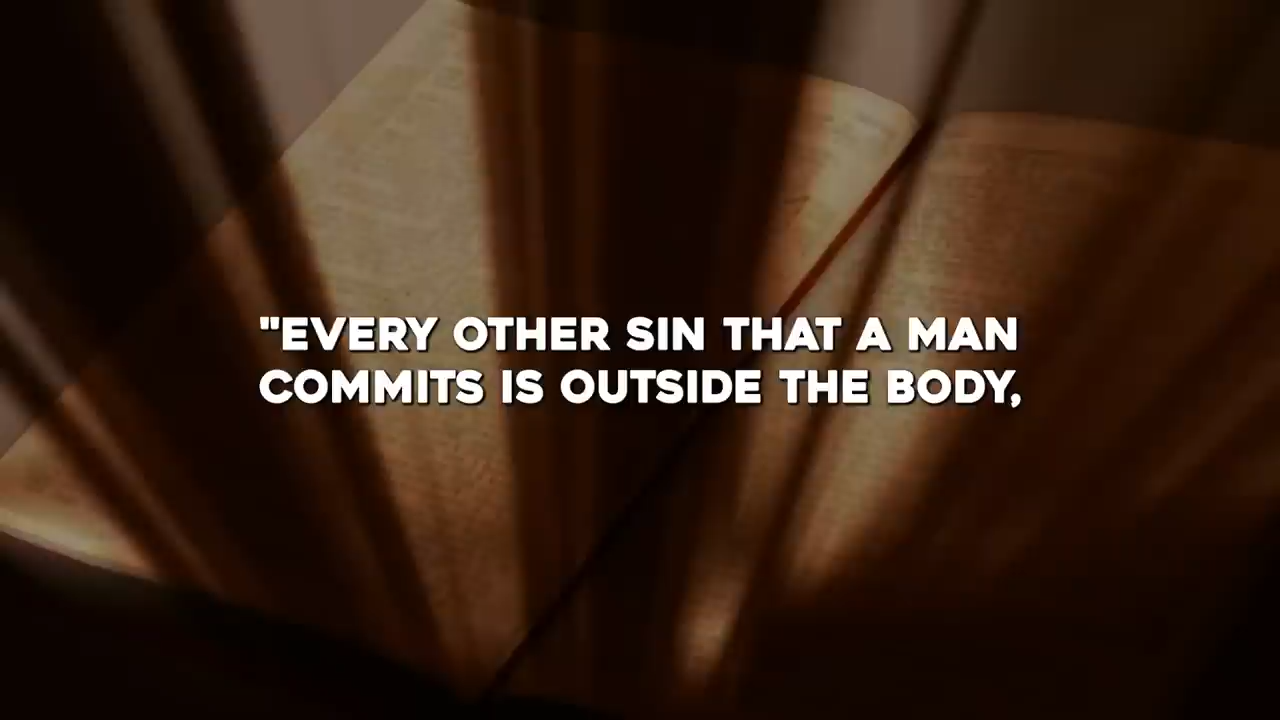 "EVERY OTHER SIN THAT A MAN
COMMITS IS OUTSIDE THE BODY,